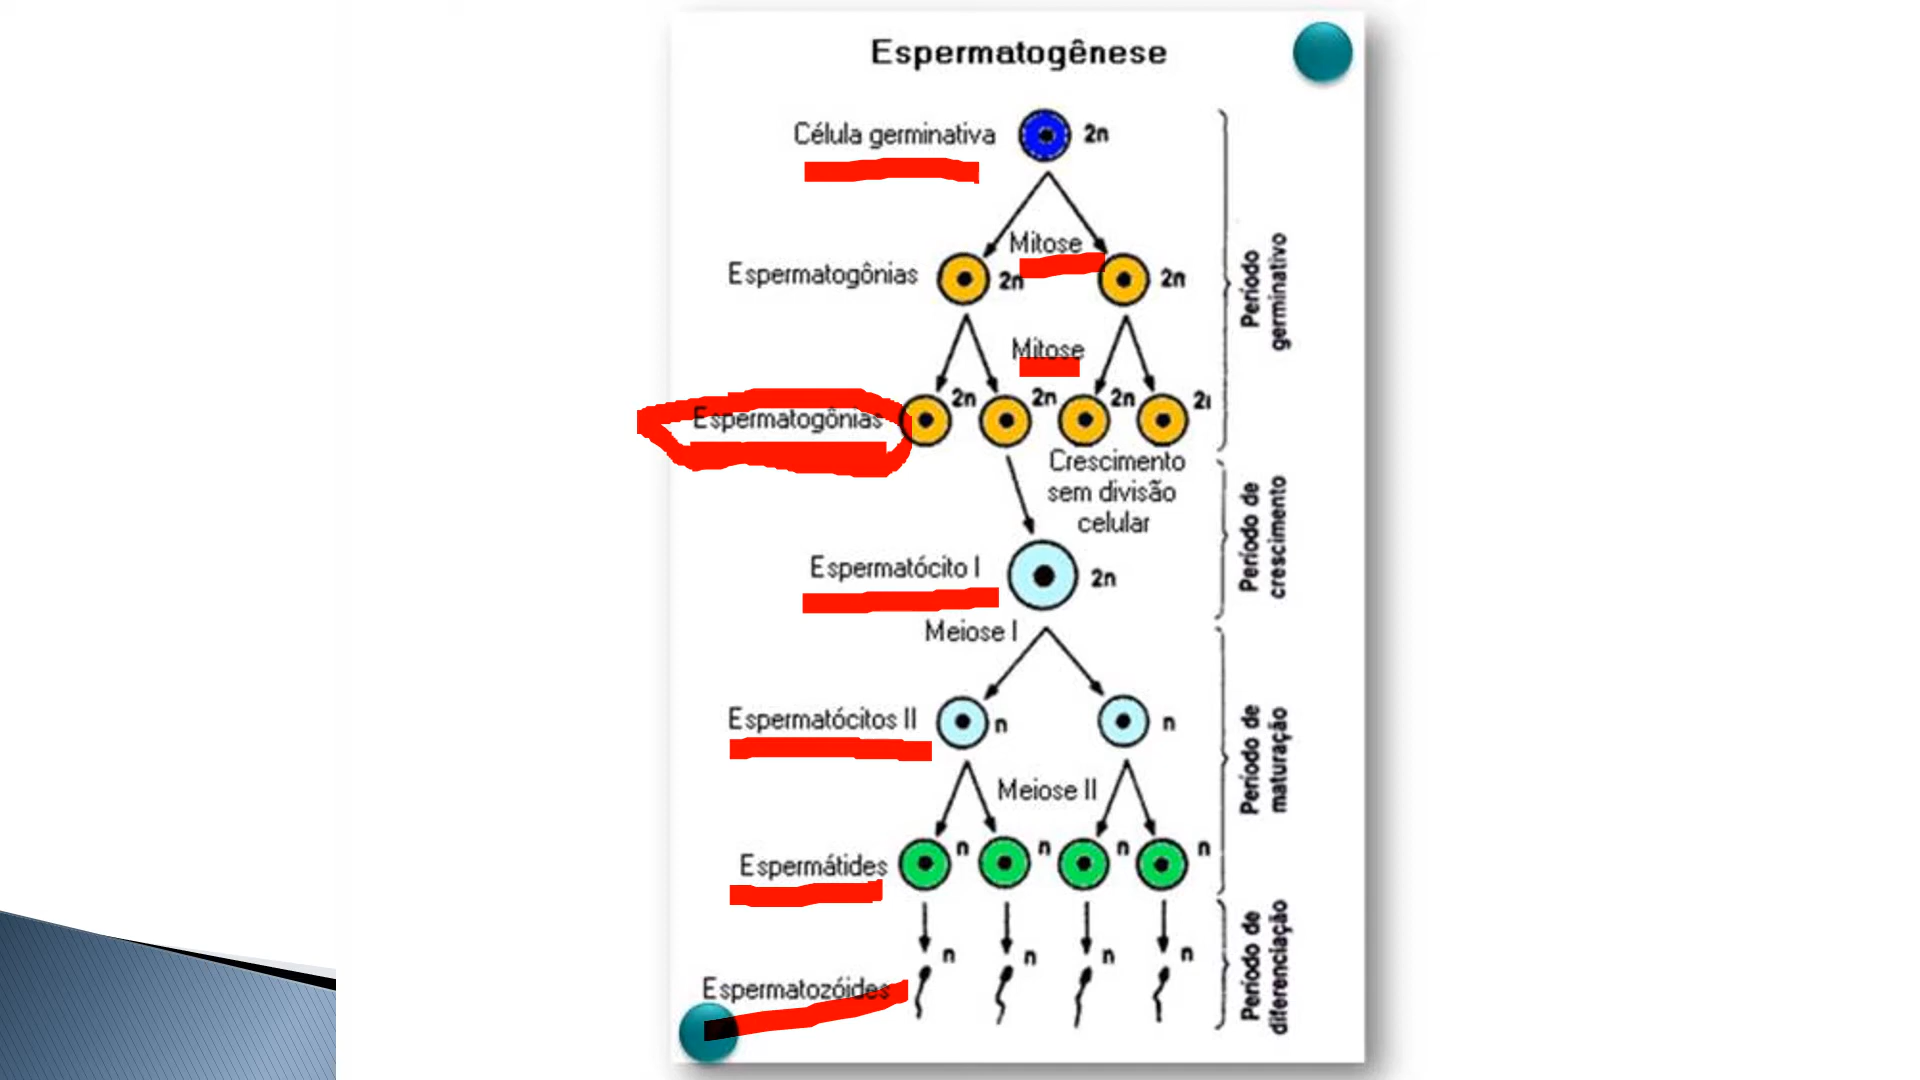 Espermatogênese
Célula germinativa
2n
Mitose
Espermatogônias
2n
2n
Período
germinativo
Mitose
Espermatogônias
2n
2n
2n
2n
Crescimento
sem divisão
celular
Período de
crescimento
Espermatócito I
2n
Meiose I
Espermatócitos II
n
n
Período de
maturação
Meiose II
Espermátides
n
n
n
n
Período de
diferenciação
Espermatozóides
n
n
n
n